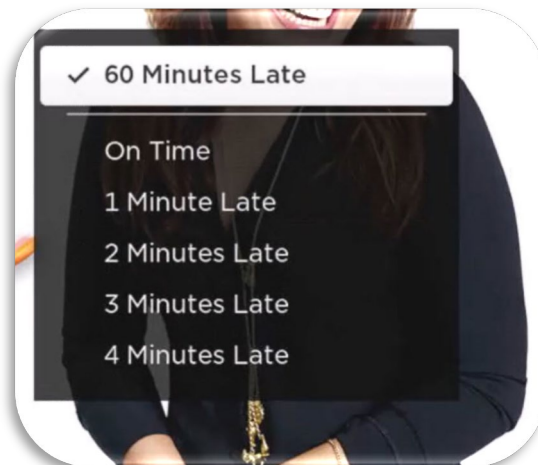 60 Minutes Late
On Time
1 Minute Late
2 Minutes Late
3 Minutes Late
4 Minutes Late